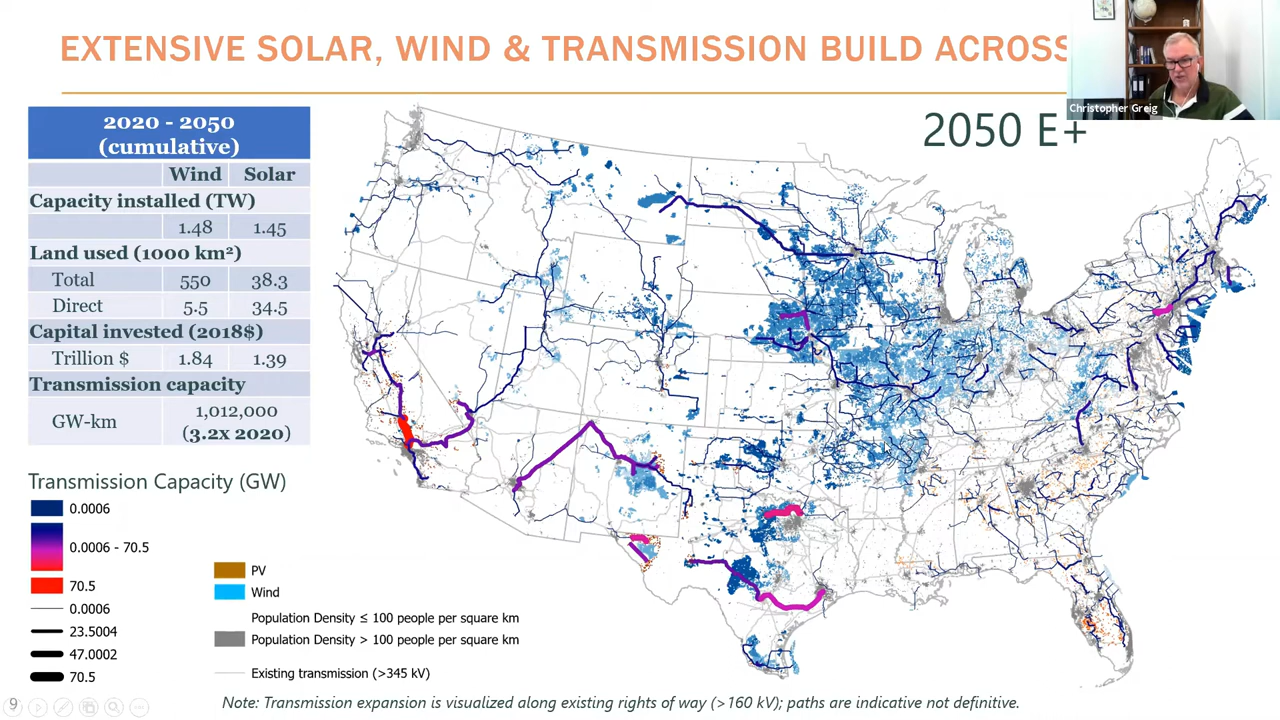 EXTENSIVE SOLAR, WIND & TRANSMISSION BUILD ACROSS
Christopher Greig
2050 E+
2020 - 2050
(cumulative)
Wind Solar
Capacity installed (TW)
1.48 1.45
Land used (1000 km²)
Total 550 38.3
Direct 5.5 34.5
Capital invested (2018$)
Trillion $ 1.84 1.39
Transmission capacity
GW-km 1,012,000
(3.2x 2020)
Transmission Capacity (GW)
0.0006
0.0006 - 70.5
70.5
0.0006
23.5004
47.0002
70.5
PV
Wind
Population Density ≤ 100 people per square km
Population Density > 100 people per square km
Existing transmission (>345 kV)
9
Note: Transmission expansion is visualized along existing rights of way (>160 kV); paths are indicative not definitive.